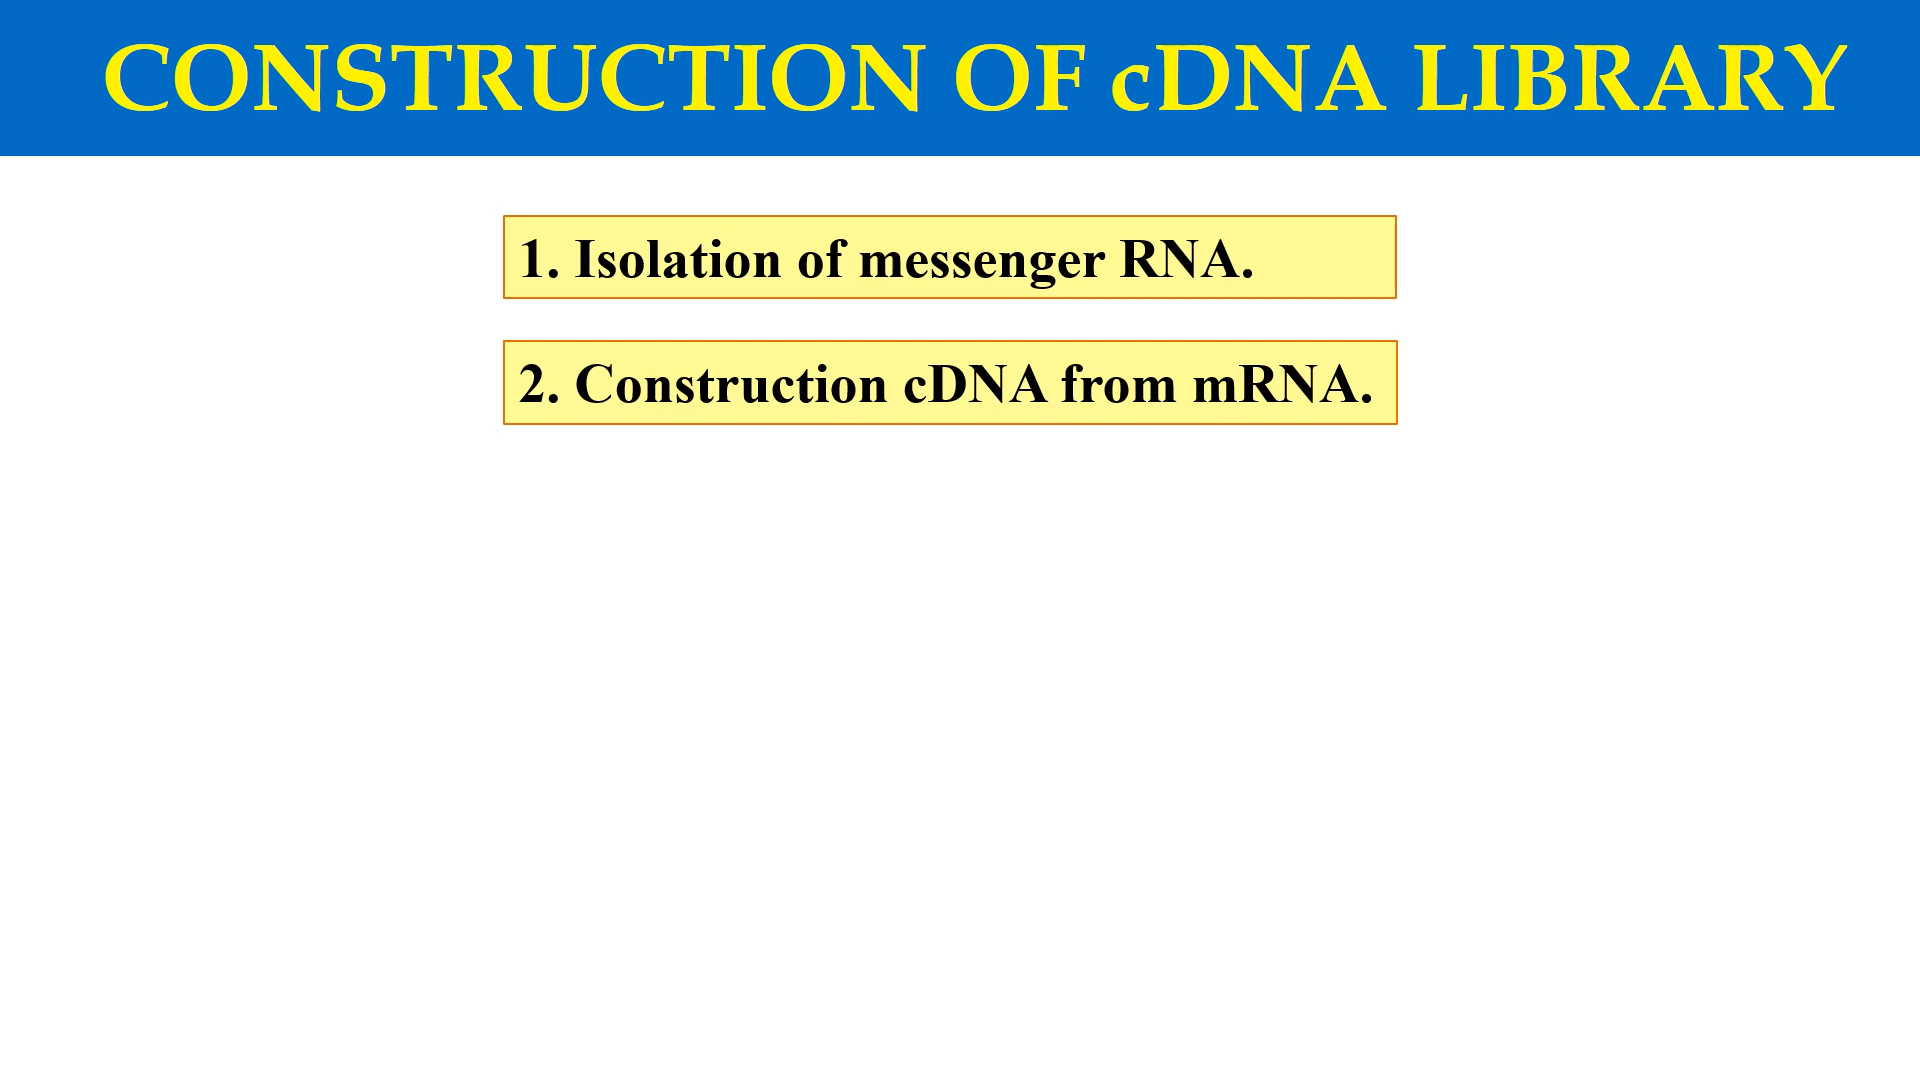 CONSTRUCTION OF cDNA LIBRARY
1. Isolation of messenger RNA.
2. Construction cDNA from mRNA.